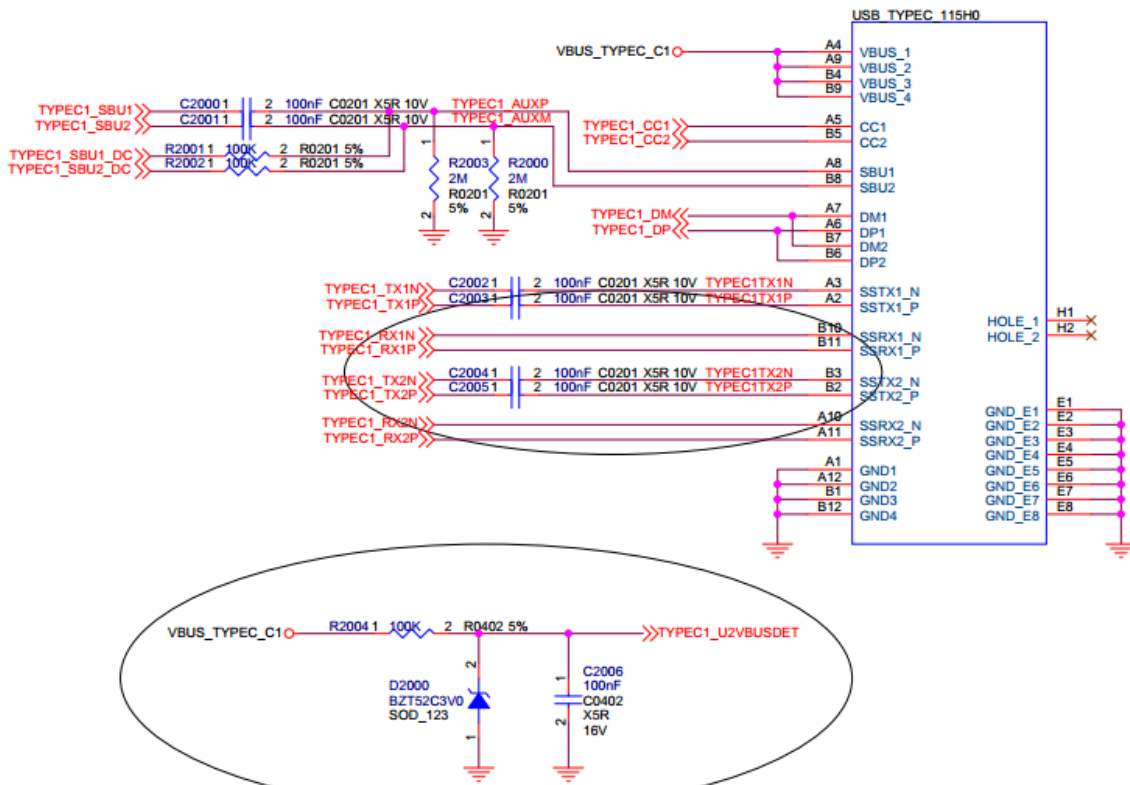 USB_TYPEC_115H0
VBUS_TYPEC_C1
A4 VBUS_1
A9 VBUS_2
B4 VBUS_3
B9 VBUS_4
TYPEC1_SBU1 C2000 1 2 100nF C0201 X5R 10V TYPEC1_AUXP
TYPEC1_SBU2 C2001 1 2 100nF C0201 X5R 10V TYPEC1_AUXM
TYPEC1_CC1 A5 CC1
TYPEC1_CC2 B5 CC2
TYPEC1_SBU1_DC R2001 1 100K 2 R0201 5%
TYPEC1_SBU2_DC R2002 1 100K 2 R0201 5%
A8 SBU1
B8 SBU2
1 R2003 2M R0201 5% 2
1 R2000 2M R0201 5% 2
TYPEC1_DM A7 DM1
TYPEC1_DP A6 DP1
B7 DM2
B6 DP2
TYPEC1_TX1N C2002 1 2 100nF C0201 X5R 10V TYPEC1TX1N A3 SSTX1_N
TYPEC1_TX1P C2003 1 2 100nF C0201 X5R 10V TYPEC1TX1P A2 SSTX1_P
TYPEC1_RX1N B10 SSRX1_N
TYPEC1_RX1P B11 SSRX1_P
HOLE_1 H1
HOLE_2 H2
TYPEC1_TX2N C2004 1 2 100nF C0201 X5R 10V TYPEC1TX2N B3 SSTX2_N
TYPEC1_TX2P C2005 1 2 100nF C0201 X5R 10V TYPEC1TX2P B2 SSTX2_P
TYPEC1_RX2N A10 SSRX2_N
TYPEC1_RX2P A11 SSRX2_P
GND_E1 E1
GND_E2 E2
GND_E3 E3
GND_E4 E4
GND_E5 E5
GND_E6 E6
GND_E7 E7
GND_E8 E8
A1 GND1
A12 GND2
B1 GND3
B12 GND4
VBUS_TYPEC_C1 R2004 1 100K 2 R0402 5% TYPEC1_U2VBUSDET
2
D2000
BZT52C3V0
SOD_123
1
1
C2006
100nF
C0402
X5R
16V
2